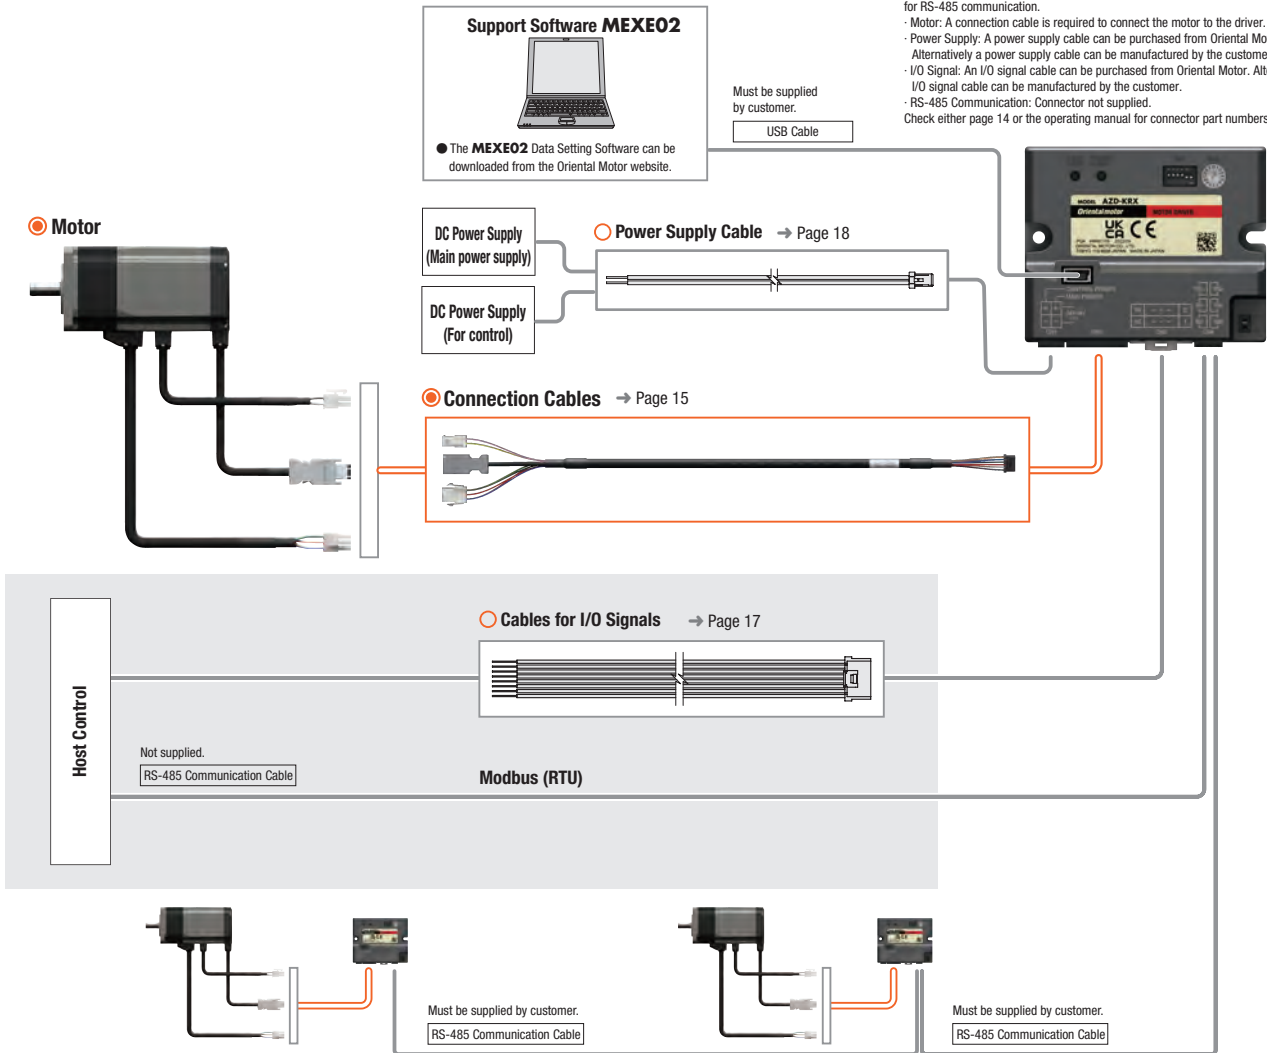 for RS-485 communication.
· Motor: A connection cable is required to connect the motor to the driver.
· Power Supply: A power supply cable can be purchased from Oriental Mo
Alternatively a power supply cable can be manufactured by the custome
· I/O Signal: An I/O signal cable can be purchased from Oriental Motor. Alt
I/O signal cable can be manufactured by the customer.
· RS-485 Communication: Connector not supplied.
Check either page 14 or the operating manual for connector part numbers
Support Software MEXE02
● The MEXE02 Data Setting Software can be
downloaded from the Oriental Motor website.
Must be supplied
by customer.
USB Cable
MODEL AZD-KRX
Orientalmotor
UK CA CE
Motor
DC Power Supply
(Main power supply)
DC Power Supply
(For control)
Power Supply Cable → Page 18
Connection Cables → Page 15
Cables for I/O Signals → Page 17
Host Control
Not supplied.
RS-485 Communication Cable
Modbus (RTU)
Must be supplied by customer.
RS-485 Communication Cable
Must be supplied by customer.
RS-485 Communication Cable